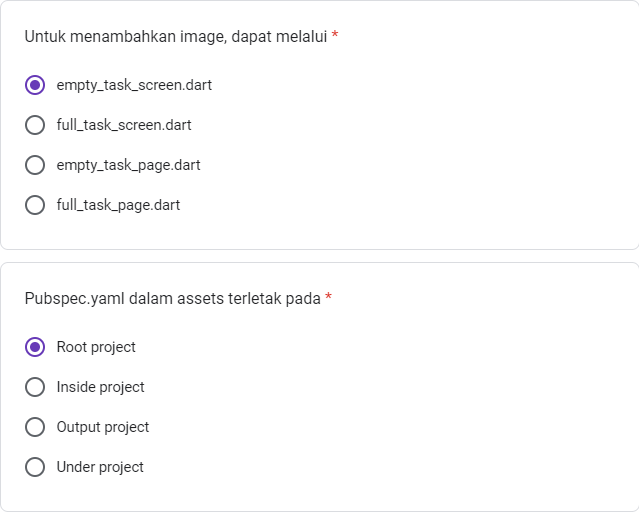 Untuk menambahkan image, dapat melalui *
empty_task_screen.dart
full_task_screen.dart
empty_task_page.dart
full_task_page.dart
Pubspec.yaml dalam assets terletak pada *
Root project
Inside project
Output project
Under project